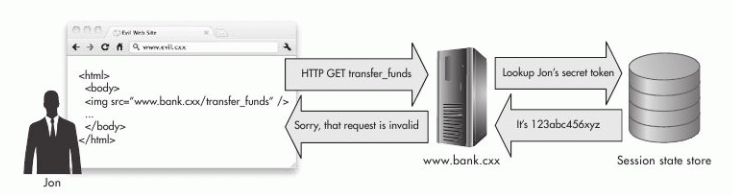 Evil Web Site
www.evil.cxx
<html>
<body>
<img src="www.bank.cxx/transfer_funds" />
...
</body>
</html>
Jon
HTTP GET transfer_funds
Sorry, that request is invalid
www.bank.cxx
Lookup Jon's secret token
It's 123abc456xyz
Session state store